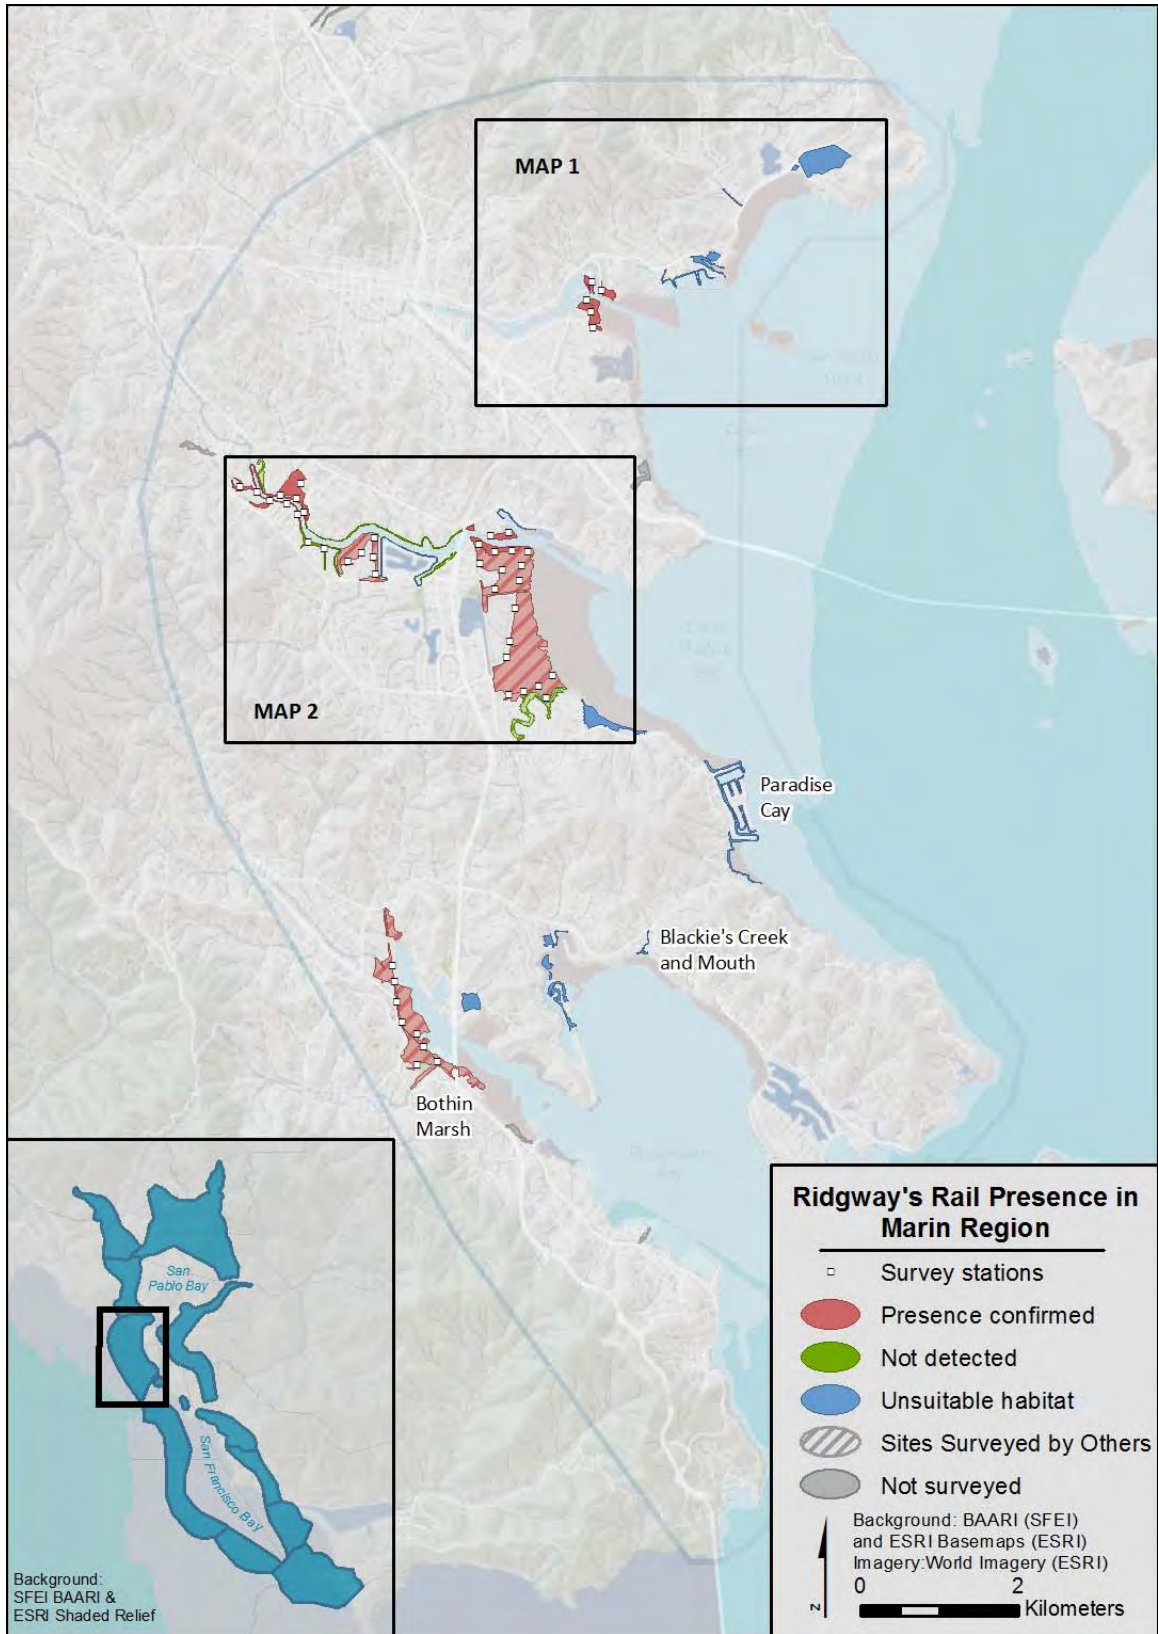 MAP 1
MAP 2
Paradise
Cay
Blackie's Creek
and Mouth
Bothin
Marsh
San
Pablo Bay
San Francisco Bay
Background:
SFEI BAARI &
ESRI Shaded Relief
Ridgway's Rail Presence in
Marin Region
Survey stations
Presence confirmed
Not detected
Unsuitable habitat
Sites Surveyed by Others
Not surveyed
Background: BAARI (SFEI)
and ESRI Basemaps (ESRI)
Imagery:World Imagery (ESRI)
0 2
Kilometers
N